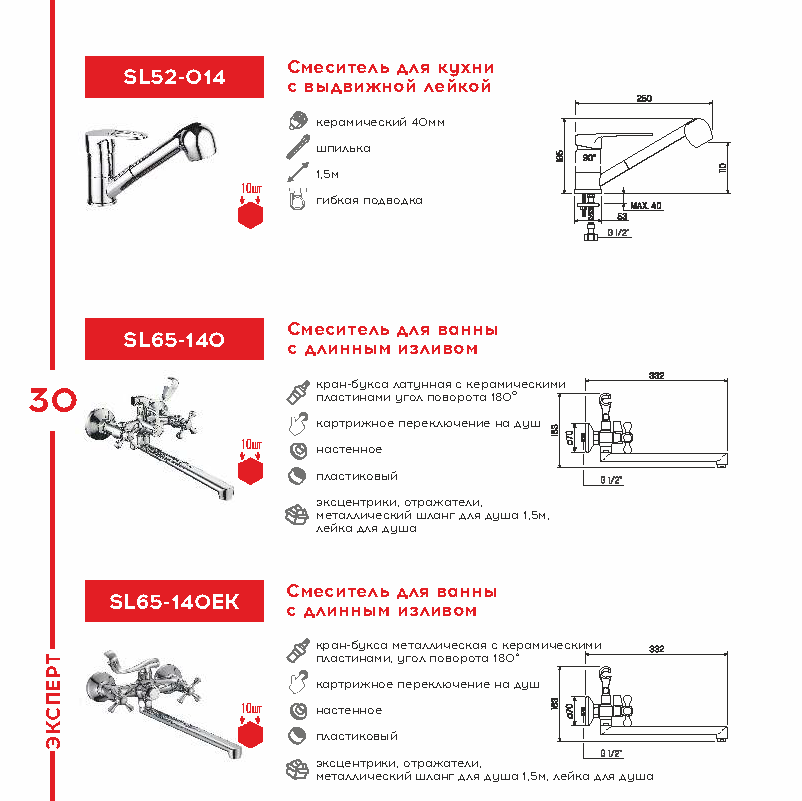 SL52-014
Смеситель для кухни
с выдвижной лейкой
керамический 40мм
шпилька
1,5м
гибкая подводка
10шт
250
195
90°
110
MAX. 40
53
G 1/2"
SL65-140
Смеситель для ванны
с длинным изливом
кран-букса латунная с керамическими
пластинами угол поворота 180°
картрижное переключение на душ
настенное
пластиковый
эксцентрики, отражатели,
металлический шланг для душа 1,5м,
лейка для душа
10шт
332
163
⌀70
G 1/2"
30
SL65-140EK
Смеситель для ванны
с длинным изливом
кран-букса металлическая с керамическими
пластинами, угол поворота 180°
картрижное переключение на душ
настенное
пластиковый
эксцентрики, отражатели,
металлический шланг для душа 1,5м, лейка для душа
10шт
332
163
⌀70
G 1/2"
ЭКСПЕРТ